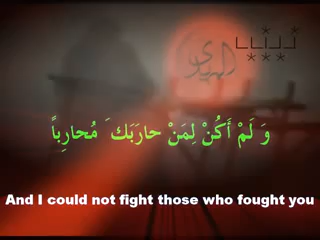 وَ لَمْ أَكُنْ لِمَنْ حارَبَك َ مُحارِباً
And I could not fight those who fought you